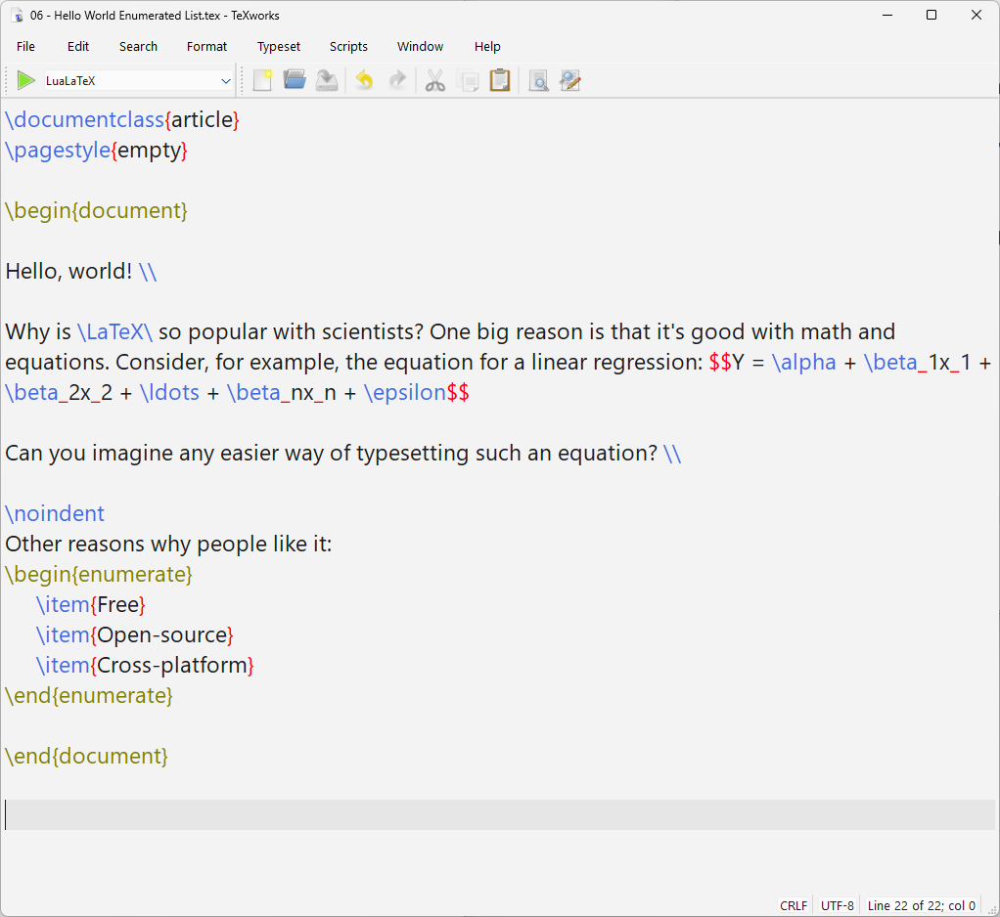 06 - Hello World Enumerated List.tex - TeXworks
File Edit Search Format Typeset Scripts Window Help
LuaLaTeX
\documentclass{article}
\pagestyle{empty}
\begin{document}
Hello, world! \\
Why is \LaTeX\ so popular with scientists? One big reason is that it's good with math and
equations. Consider, for example, the equation for a linear regression: $$Y = \alpha + \beta_1x_1 +
\beta_2x_2 + \ldots + \beta_nx_n + \epsilon$$
Can you imagine any easier way of typesetting such an equation? \\
\noindent
Other reasons why people like it:
\begin{enumerate}
\item{Free}
\item{Open-source}
\item{Cross-platform}
\end{enumerate}
\end{document}
CRLF UTF-8 Line 22 of 22; col 0